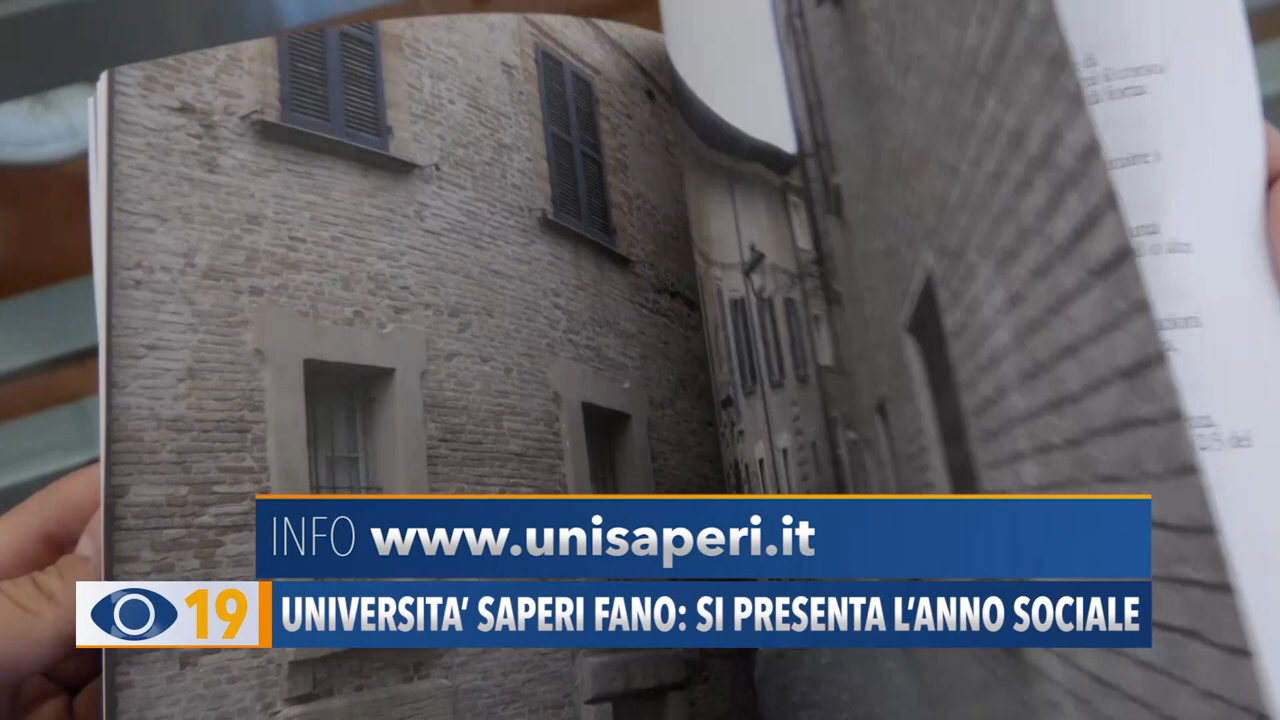 INFO www.unisaperi.it
19 UNIVERSITA’ SAPERI FANO: SI PRESENTA L’ANNO SOCIALE